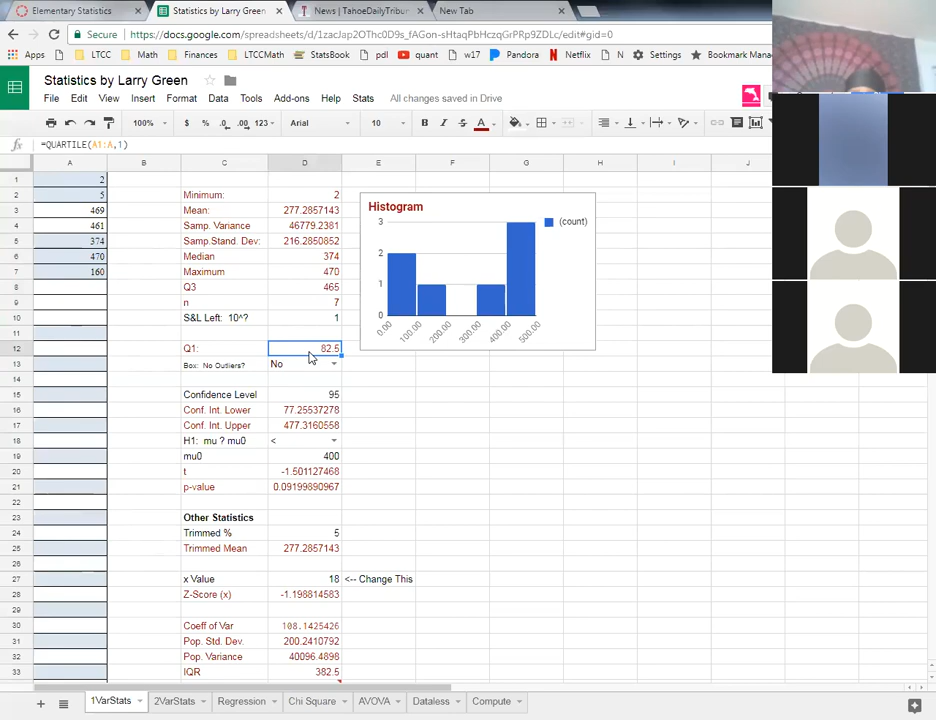 Elementary Statistics × Statistics by Larry Green × News | TahoeDailyTribun × New Tab ×
Secure https://docs.google.com/spreadsheets/d/1zacJap2OThc0D9s_fAGon-sHtaqPbHczqGrPRp9ZDLc/edit#gid=0
Apps LTCC Math Finances LTCCMath StatsBook pdl quant w17 Pandora Netflix N Settings Bookmark Mana
Statistics by Larry Green
File Edit View Insert Format Data Tools Add-ons Help Stats All changes saved in Drive
100% $ % .0 .00 123 Arial 10 B I S A
fx =QUARTILE(A1:A,1)
A B C D E F G H I J
1 2
2 5 Minimum: 2
3 469 Mean: 277.2857143
4 461 Samp. Variance 46779.2381
5 374 Samp.Stand. Dev: 216.2850852
6 470 Median 374
7 160 Maximum 470
8 Q3 465
9 n 7
10 S&L Left: 10^? 1
11
12 Q1: 82.5
13 Box: No Outliers? No
14
15 Confidence Level 95
16 Conf. Int. Lower 77.25537278
17 Conf. Int. Upper 477.3160558
18 H1: mu ? mu0 <
19 mu0 400
20 t -1.501127468
21 p-value 0.09199890967
22
23 Other Statistics
24 Trimmed % 5
25 Trimmed Mean 277.2857143
26
27 x Value 18 <-- Change This
28 Z-Score (x) -1.198814583
29
30 Coeff of Var 108.1425426
31 Pop. Std. Dev. 200.2410792
32 Pop. Variance 40096.4898
33 IQR 382.5
Histogram
(count)
3
2
1
0
0.00 100.00 200.00 300.00 400.00 500.00
1VarStats 2VarStats Regression Chi Square AVOVA Dataless Compute